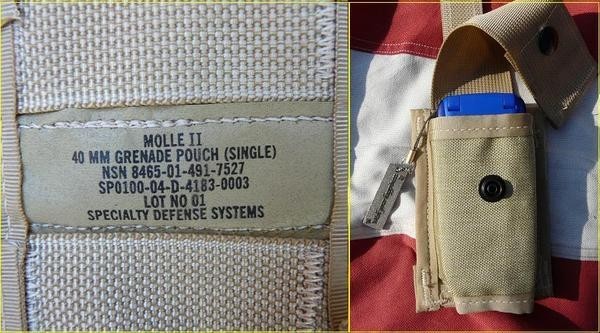 MOLLE II
40 MM GRENADE POUCH (SINGLE)
NSN 8465-01-491-7527
SP0100-04-D-4183-0003
LOT NO 01
SPECIALTY DEFENSE SYSTEMS